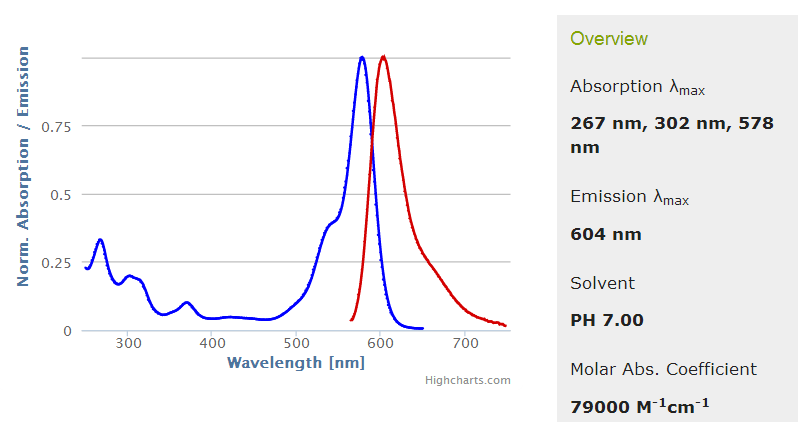 Norm. Absorption / Emission
0.75
0.5
0.25
0
300
400
500
600
700
Wavelength [nm]
Highcharts.com
Overview
Absorption λmax
267 nm, 302 nm, 578
nm
Emission λmax
604 nm
Solvent
PH 7.00
Molar Abs. Coefficient
79000 M-1cm-1